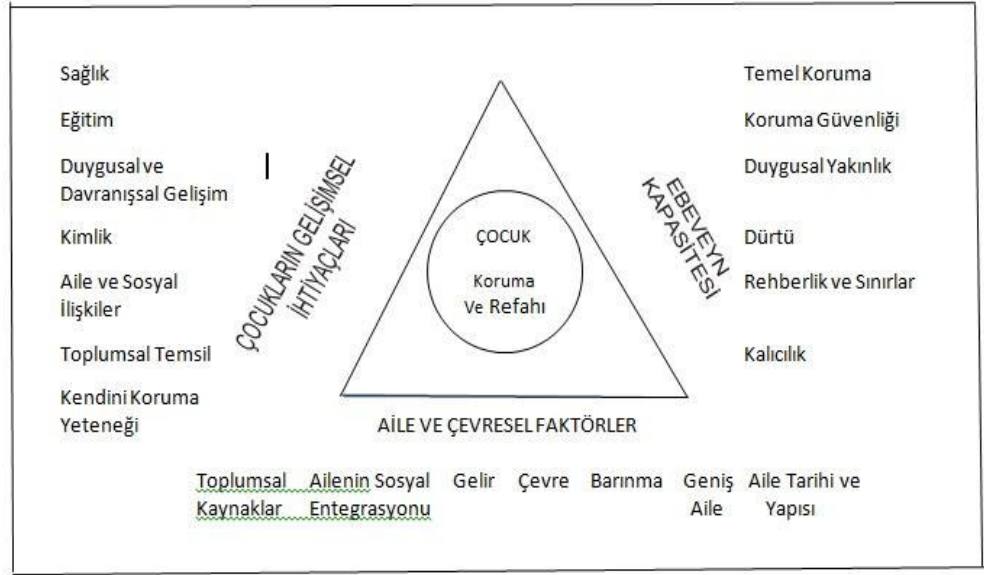 Sağlık
Eğitim
Duygusal ve
Davranışsal Gelişim
Kimlik
Aile ve Sosyal
İlişkiler
Toplumsal Temsil
Kendini Koruma
Yeteneği
ÇOCUKLARIN GELİŞİMSEL
İHTİYAÇLARI
ÇOCUK
Koruma
Ve Refahı
EBEVEYN
KAPASİTESİ
Temel Koruma
Koruma Güvenliği
Duygusal Yakınlık
Dürtü
Rehberlik ve Sınırlar
Kalıcılık
AİLE VE ÇEVRESEL FAKTÖRLER
Toplumsal Ailenin Sosyal Gelir Çevre Barınma Geniş Aile Tarihi ve
Kaynaklar Entegrasyonu Aile Yapısı